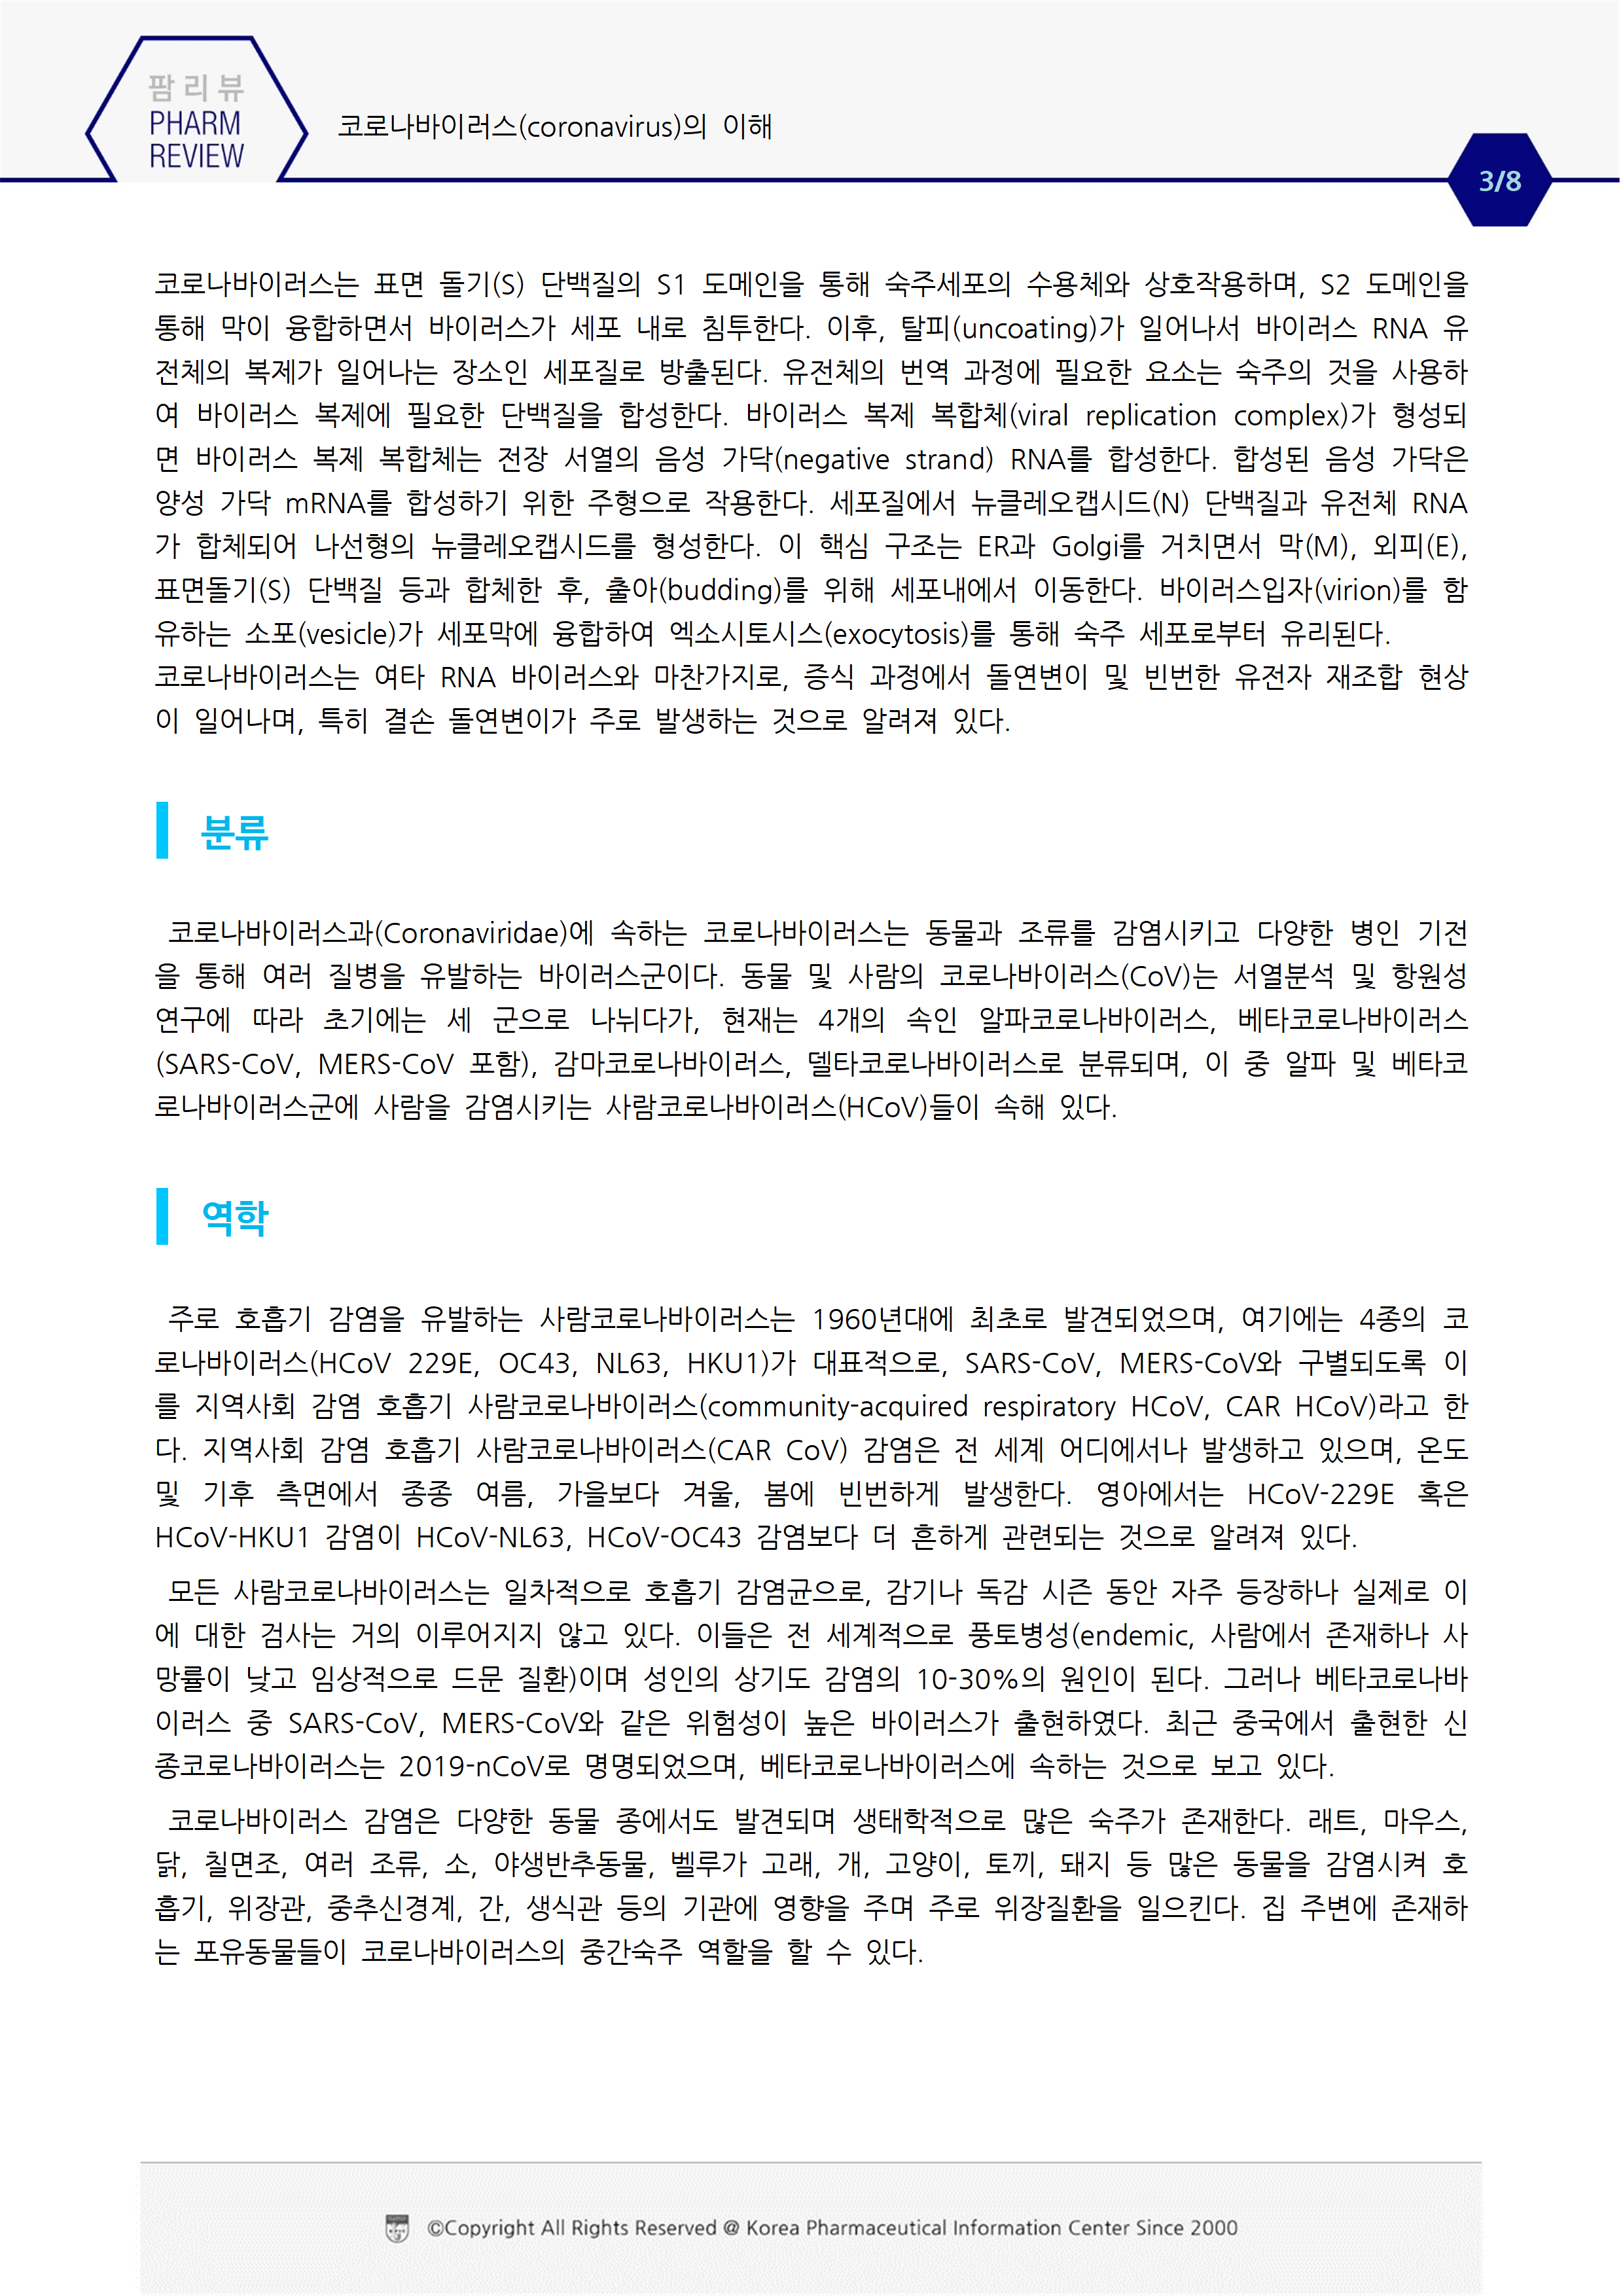 팜리뷰
PHARM
REVIEW
코로나바이러스(coronavirus)의 이해
3/8
코로나바이러스는 표면 돌기(S) 단백질의 S1 도메인을 통해 숙주세포의 수용체와 상호작용하며, S2 도메인을
통해 막이 융합하면서 바이러스가 세포 내로 침투한다. 이후, 탈피(uncoating)가 일어나서 바이러스 RNA 유
전체의 복제가 일어나는 장소인 세포질로 방출된다. 유전체의 번역 과정에 필요한 요소는 숙주의 것을 사용하
여 바이러스 복제에 필요한 단백질을 합성한다. 바이러스 복제 복합체(viral replication complex)가 형성되
면 바이러스 복제 복합체는 전장 서열의 음성 가닥(negative strand) RNA를 합성한다. 합성된 음성 가닥은
양성 가닥 mRNA를 합성하기 위한 주형으로 작용한다. 세포질에서 뉴클레오캡시드(N) 단백질과 유전체 RNA
가 합체되어 나선형의 뉴클레오캡시드를 형성한다. 이 핵심 구조는 ER과 Golgi를 거치면서 막(M), 외피(E),
표면돌기(S) 단백질 등과 합체한 후, 출아(budding)를 위해 세포내에서 이동한다. 바이러스입자(virion)를 함
유하는 소포(vesicle)가 세포막에 융합하여 엑소시토시스(exocytosis)를 통해 숙주 세포로부터 유리된다.
코로나바이러스는 여타 RNA 바이러스와 마찬가지로, 증식 과정에서 돌연변이 및 빈번한 유전자 재조합 현상
이 일어나며, 특히 결손 돌연변이가 주로 발생하는 것으로 알려져 있다.
분류
코로나바이러스과(Coronaviridae)에 속하는 코로나바이러스는 동물과 조류를 감염시키고 다양한 병인 기전
을 통해 여러 질병을 유발하는 바이러스군이다. 동물 및 사람의 코로나바이러스(CoV)는 서열분석 및 항원성
연구에 따라 초기에는 세 군으로 나뉘다가, 현재는 4개의 속인 알파코로나바이러스, 베타코로나바이러스
(SARS-CoV, MERS-CoV 포함), 감마코로나바이러스, 델타코로나바이러스로 분류되며, 이 중 알파 및 베타코
로나바이러스군에 사람을 감염시키는 사람코로나바이러스(HCoV)들이 속해 있다.
역학
주로 호흡기 감염을 유발하는 사람코로나바이러스는 1960년대에 최초로 발견되었으며, 여기에는 4종의 코
로나바이러스(HCoV 229E, OC43, NL63, HKU1)가 대표적으로, SARS-CoV, MERS-CoV와 구별되도록 이
를 지역사회 감염 호흡기 사람코로나바이러스(community-acquired respiratory HCoV, CAR HCoV)라고 한
다. 지역사회 감염 호흡기 사람코로나바이러스(CAR CoV) 감염은 전 세계 어디에서나 발생하고 있으며, 온도
및 기후 측면에서 종종 여름, 가을보다 겨울, 봄에 빈번하게 발생한다. 영아에서는 HCoV-229E 혹은
HCoV-HKU1 감염이 HCoV-NL63, HCoV-OC43 감염보다 더 흔하게 관련되는 것으로 알려져 있다.
모든 사람코로나바이러스는 일차적으로 호흡기 감염균으로, 감기나 독감 시즌 동안 자주 등장하나 실제로 이
에 대한 검사는 거의 이루어지지 않고 있다. 이들은 전 세계적으로 풍토병성(endemic, 사람에서 존재하나 사
망률이 낮고 임상적으로 드문 질환)이며 성인의 상기도 감염의 10-30%의 원인이 된다. 그러나 베타코로나바
이러스 중 SARS-CoV, MERS-CoV와 같은 위험성이 높은 바이러스가 출현하였다. 최근 중국에서 출현한 신
종코로나바이러스는 2019-nCoV로 명명되었으며, 베타코로나바이러스에 속하는 것으로 보고 있다.
코로나바이러스 감염은 다양한 동물 종에서도 발견되며 생태학적으로 많은 숙주가 존재한다. 래트, 마우스,
닭, 칠면조, 여러 조류, 소, 야생반추동물, 벨루가 고래, 개, 고양이, 토끼, 돼지 등 많은 동물을 감염시켜 호
흡기, 위장관, 중추신경계, 간, 생식관 등의 기관에 영향을 주며 주로 위장질환을 일으킨다. 집 주변에 존재하
는 포유동물들이 코로나바이러스의 중간숙주 역할을 할 수 있다.
©Copyright All Rights Reserved @ Korea Pharmaceutical Information Center Since 2000